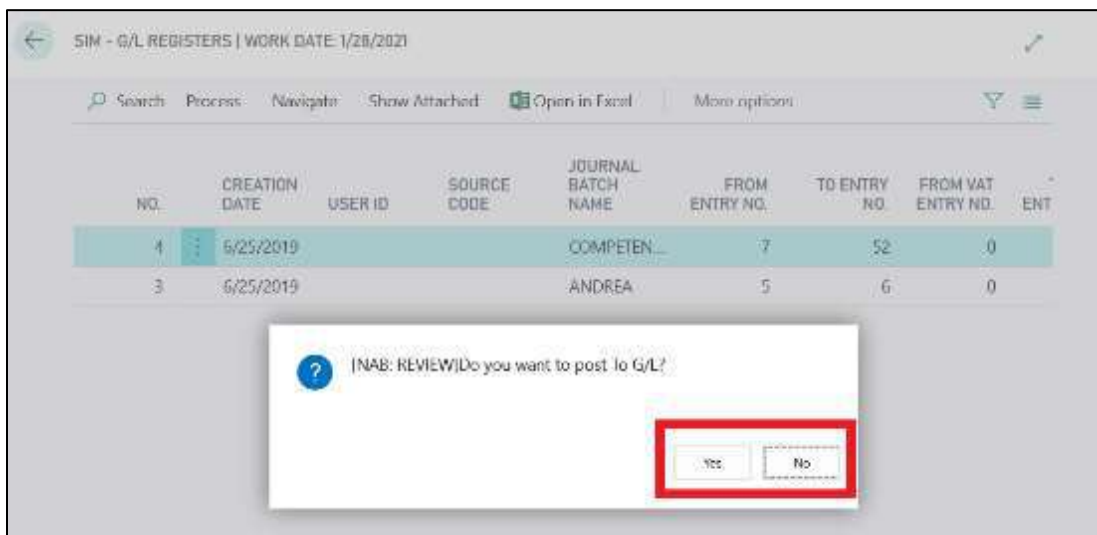 SIM - G/L REGISTERS | WORK DATE: 1/28/2021
Search Process Navigate Show Attached Open in Excel More options
NO. CREATION DATE USER ID SOURCE CODE JOURNAL BATCH NAME FROM ENTRY NO. TO ENTRY NO. FROM VAT ENTRY NO. ENT
4 6/25/2019 COMPETEN... 7 52 0
3 6/25/2019 ANDREA 5 6 0
[NAB: REVIEW]Do you want to post To G/L?
Yes No